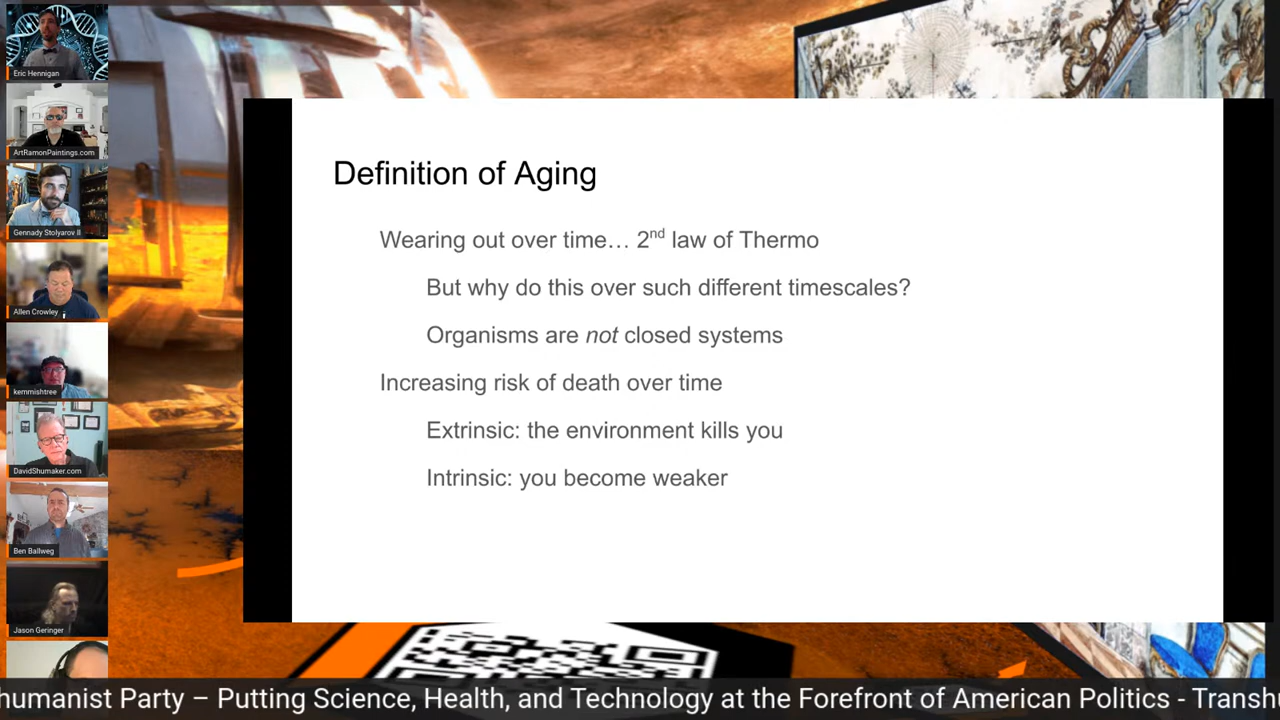 Eric Hennigan
ArtRamonPaintings.com
Gennady Stolyarov II
Allen Crowley
kemmishtree
DavidShumaker.com
Ben Ballweg
Jason Geringer
Definition of Aging
Wearing out over time… 2nd law of Thermo
But why do this over such different timescales?
Organisms are not closed systems
Increasing risk of death over time
Extrinsic: the environment kills you
Intrinsic: you become weaker
humanist Party – Putting Science, Health, and Technology at the Forefront of American Politics - Transh